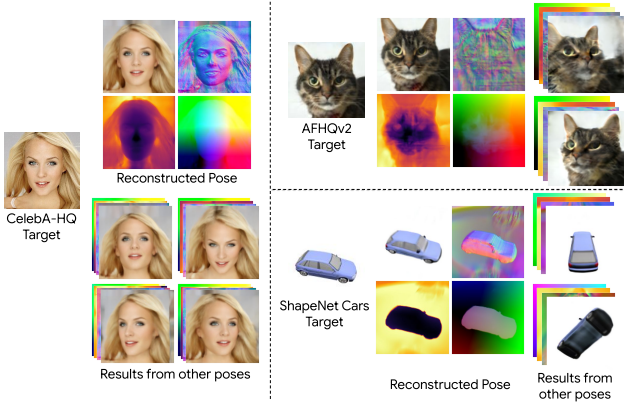 Reconstructed Pose
CelebA-HQ
Target
Results from other poses
AFHQv2
Target
ShapeNet Cars
Target
Reconstructed Pose
Results from
other poses